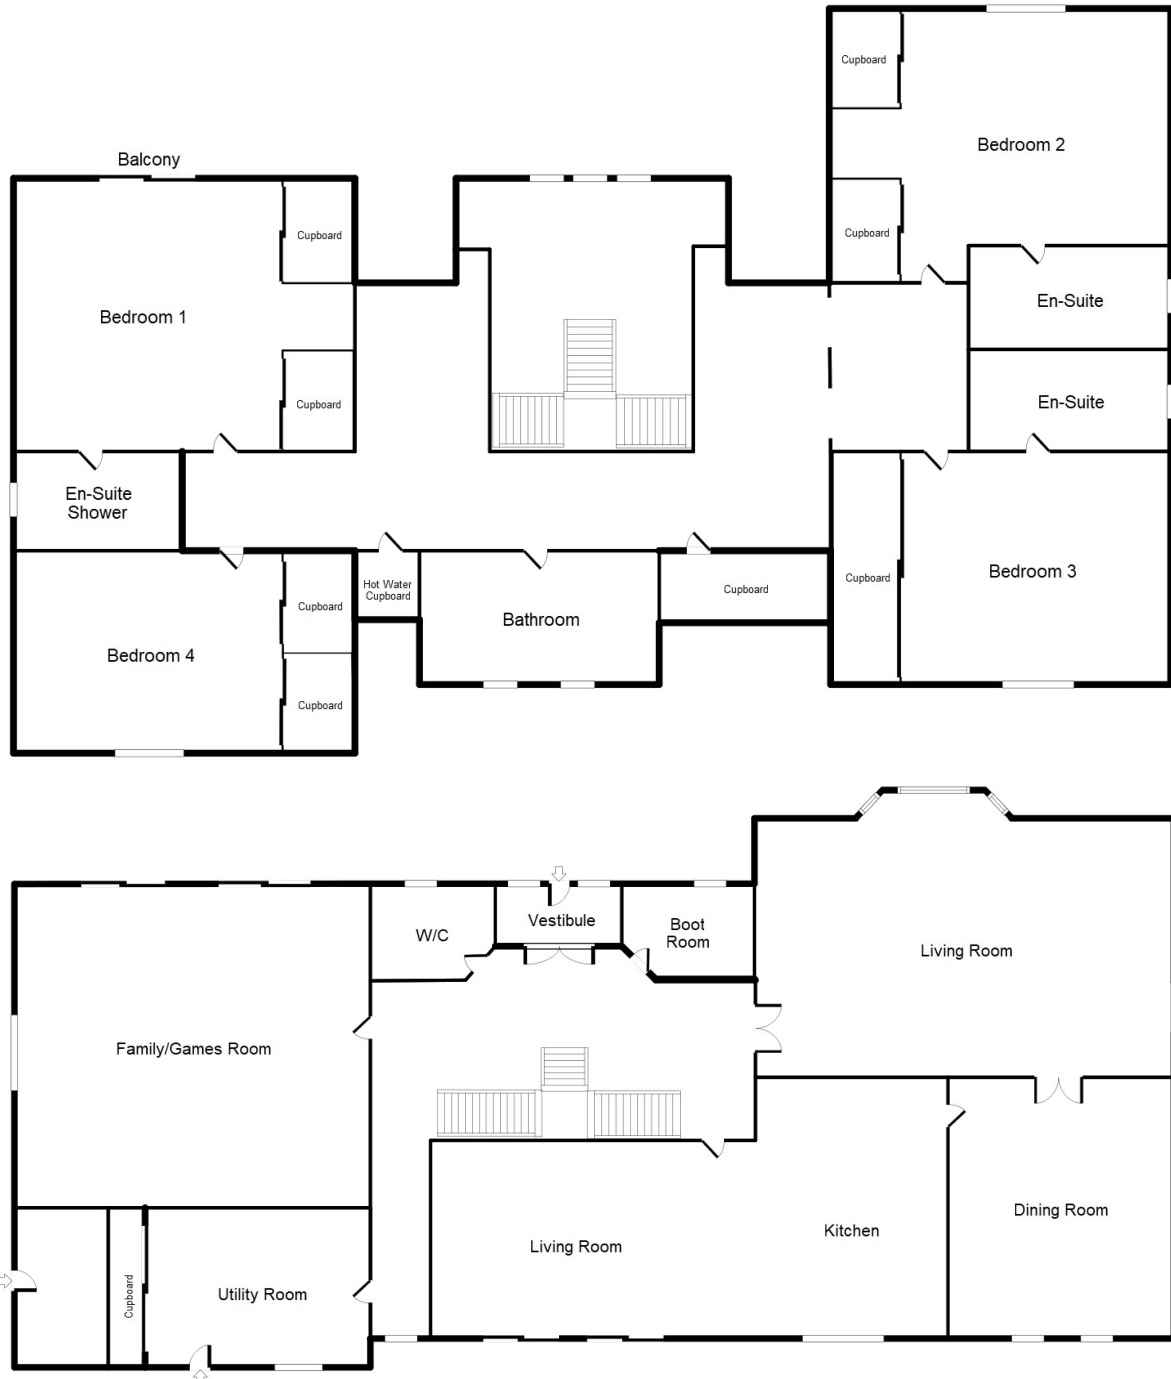 Cupboard
Bedroom 2
Balcony
Cupboard
Cupboard
En-Suite
Bedroom 1
Cupboard
En-Suite
En-Suite
Shower
Bedroom 3
Cupboard
Hot Water
Cupboard
Cupboard
Cupboard
Bathroom
Bedroom 4
Cupboard
Vestibule
W/C
Boot
Room
Living Room
Family/Games Room
Dining Room
Kitchen
Living Room
Utility Room
Cupboard